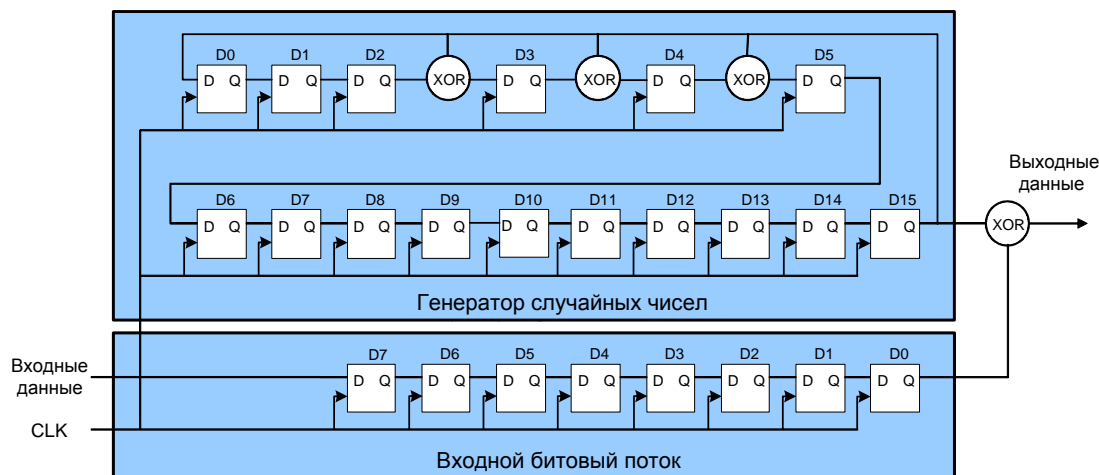 D0 D1 D2 D3 D4 D5
D Q D Q D Q XOR D Q XOR D Q XOR D Q
Выходные
данные
D6 D7 D8 D9 D10 D11 D12 D13 D14 D15
D Q D Q D Q D Q D Q D Q D Q D Q D Q D Q XOR
Генератор случайных чисел
Входные
данные
D7 D6 D5 D4 D3 D2 D1 D0
D Q D Q D Q D Q D Q D Q D Q D Q
CLK
Входной битовый поток